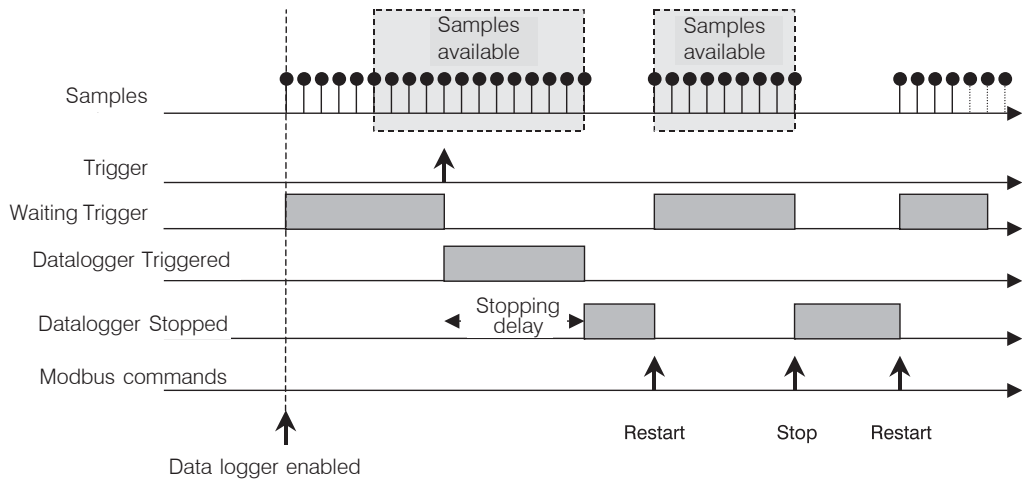 Samples
available
Samples
available
Samples
Trigger
Waiting Trigger
Datalogger Triggered
Stopping
delay
Datalogger Stopped
Modbus commands
Restart
Stop
Restart
Data logger enabled